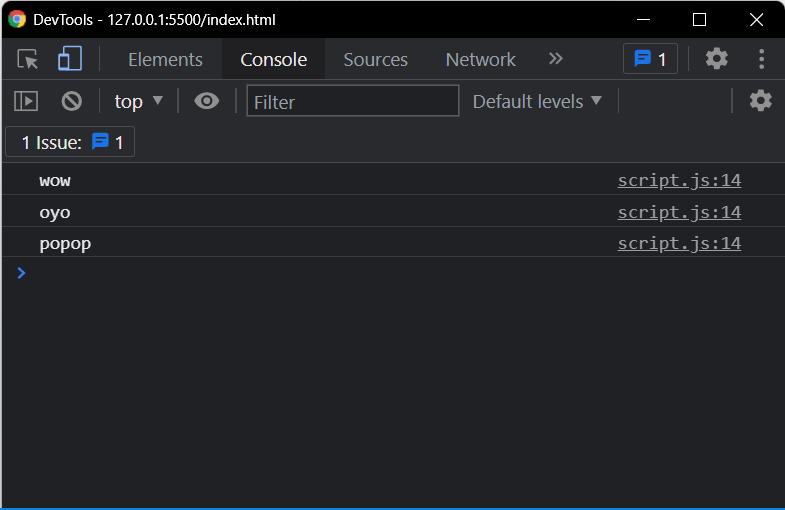 DevTools - 127.0.0.1:5500/index.html
Elements Console Sources Network 1
top Filter Default levels
1 Issue: 1
wow script.js:14
oyo script.js:14
popop script.js:14